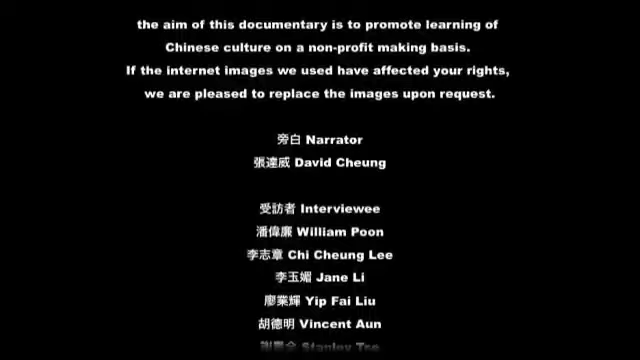 the aim of this documentary is to promote learning of
Chinese culture on a non-profit making basis.
If the internet images we used have affected your rights,
we are pleased to replace the images upon request.
旁白 Narrator
張達威 David Cheung
受訪者 Interviewee
潘偉廉 William Poon
李志章 Chi Cheung Lee
李玉媚 Jane Li
廖業輝 Yip Fai Liu
胡德明 Vincent Aun
Stanley